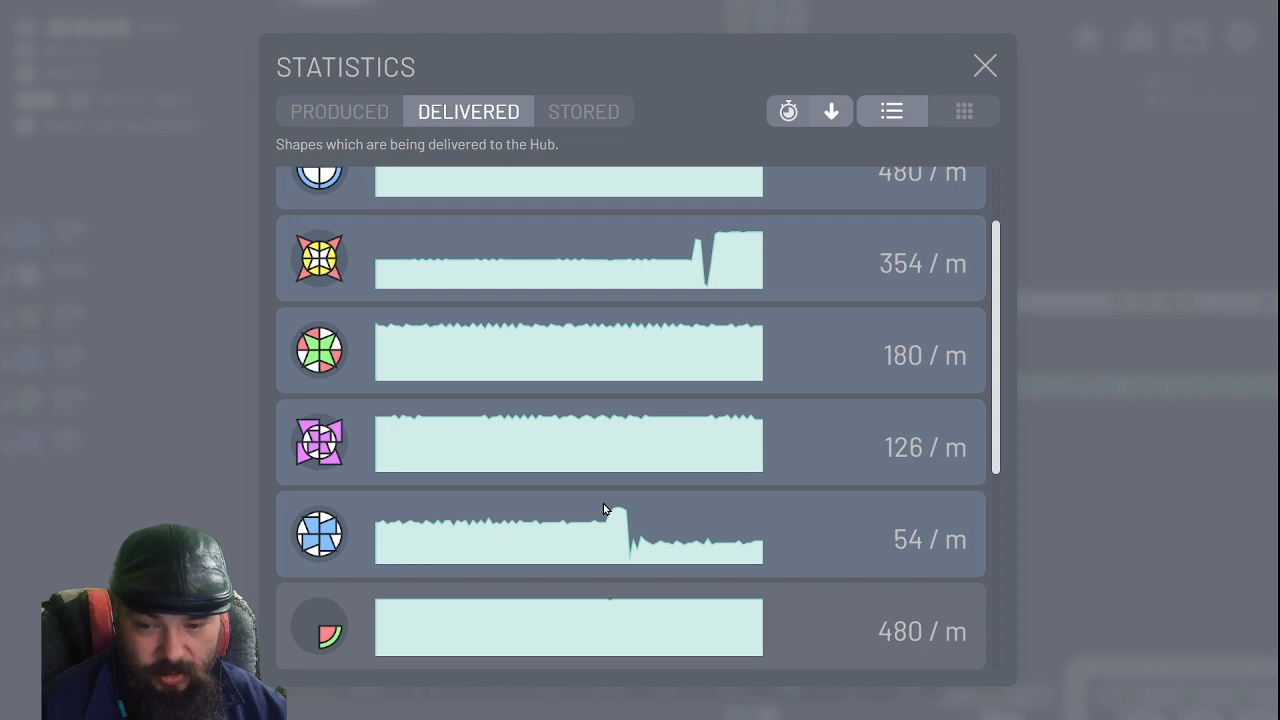 STATISTICS
PRODUCED DELIVERED STORED
Shapes which are being delivered to the Hub.
480 / m
354 / m
180 / m
126 / m
54 / m
480 / m